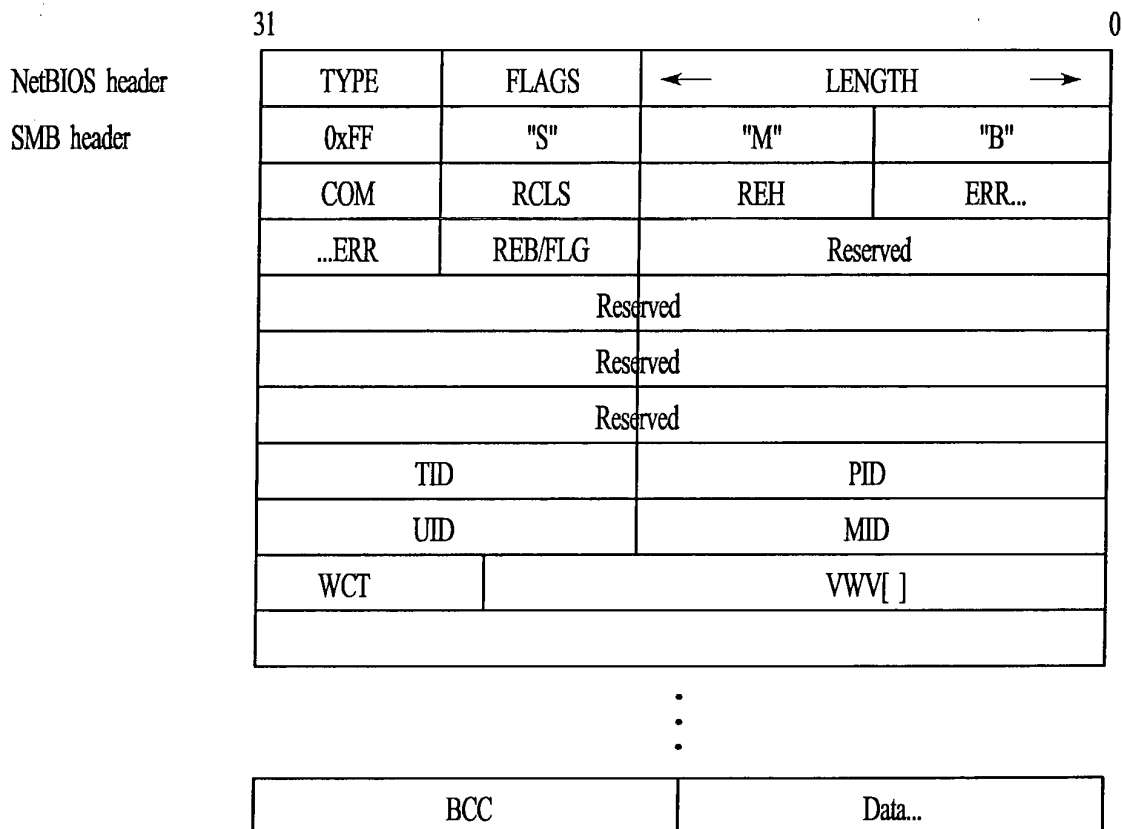 31 0
NetBIOS header TYPE FLAGS LENGTH
SMB header 0xFF "S" "M" "B"
COM RCLS REH ERR...
...ERR REB/FLG Reserved
Reserved
Reserved
Reserved
TID PID
UID MID
WCT VWV[ ]
BCC Data...